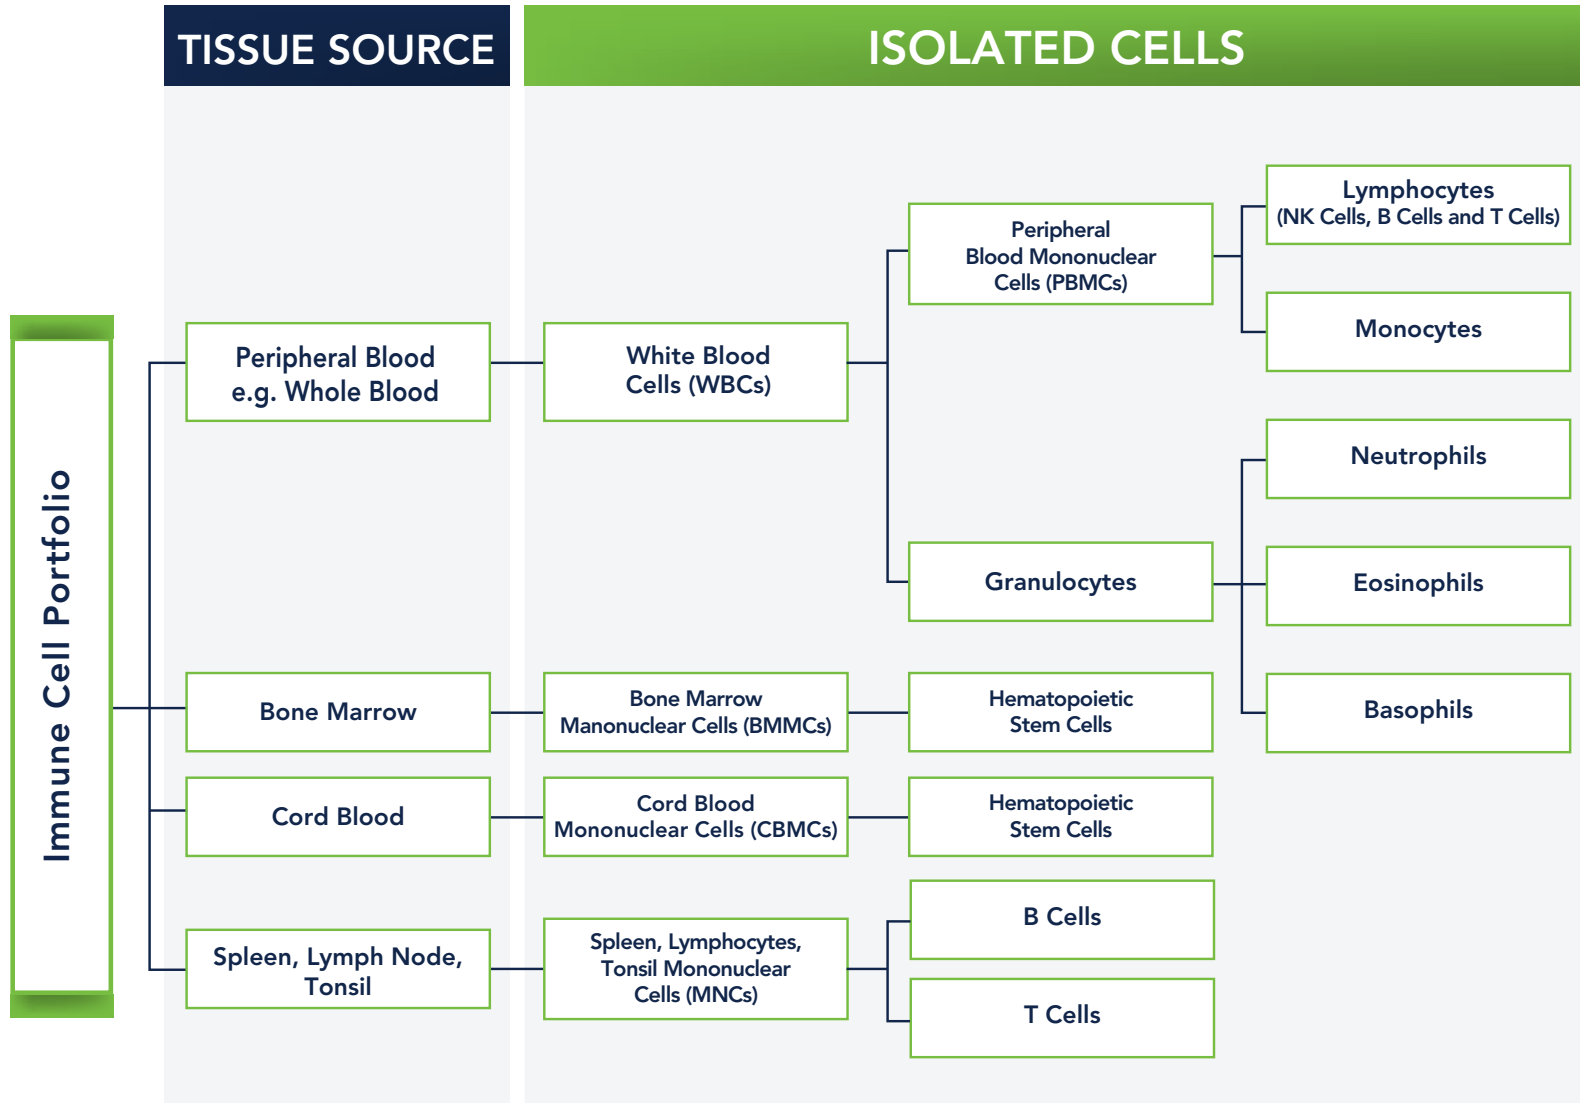 TISSUE SOURCE
ISOLATED CELLS
Immune Cell Portfolio
Peripheral Blood
e.g. Whole Blood
White Blood
Cells (WBCs)
Peripheral
Blood Mononuclear
Cells (PBMCs)
Lymphocytes
(NK Cells, B Cells and T Cells)
Monocytes
Granulocytes
Neutrophils
Eosinophils
Basophils
Bone Marrow
Bone Marrow
Manonuclear Cells (BMMCs)
Hematopoietic
Stem Cells
Cord Blood
Cord Blood
Mononuclear Cells (CBMCs)
Hematopoietic
Stem Cells
Spleen, Lymph Node,
Tonsil
Spleen, Lymphocytes,
Tonsil Mononuclear
Cells (MNCs)
B Cells
T Cells